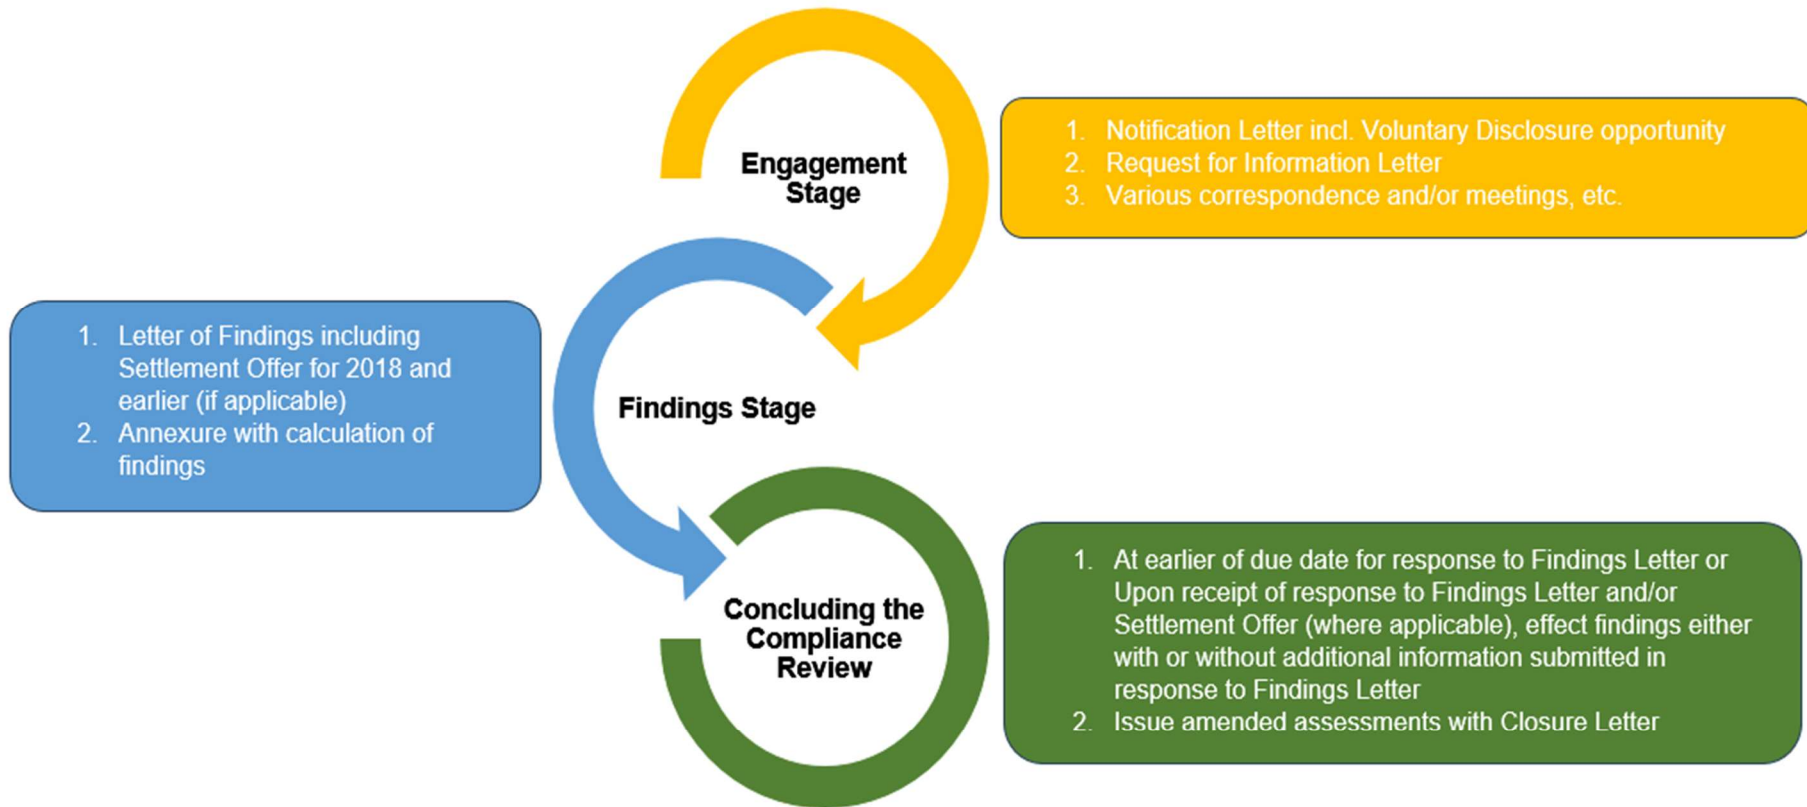 Engagement
Stage
1. Notification Letter incl. Voluntary Disclosure opportunity
2. Request for Information Letter
3. Various correspondence and/or meetings, etc.
Findings Stage
1. Letter of Findings including
Settlement Offer for 2018 and
earlier (if applicable)
2. Annexure with calculation of
findings
Concluding the
Compliance
Review
1. At earlier of due date for response to Findings Letter or
Upon receipt of response to Findings Letter and/or
Settlement Offer (where applicable), effect findings either
with or without additional information submitted in
response to Findings Letter
2. Issue amended assessments with Closure Letter